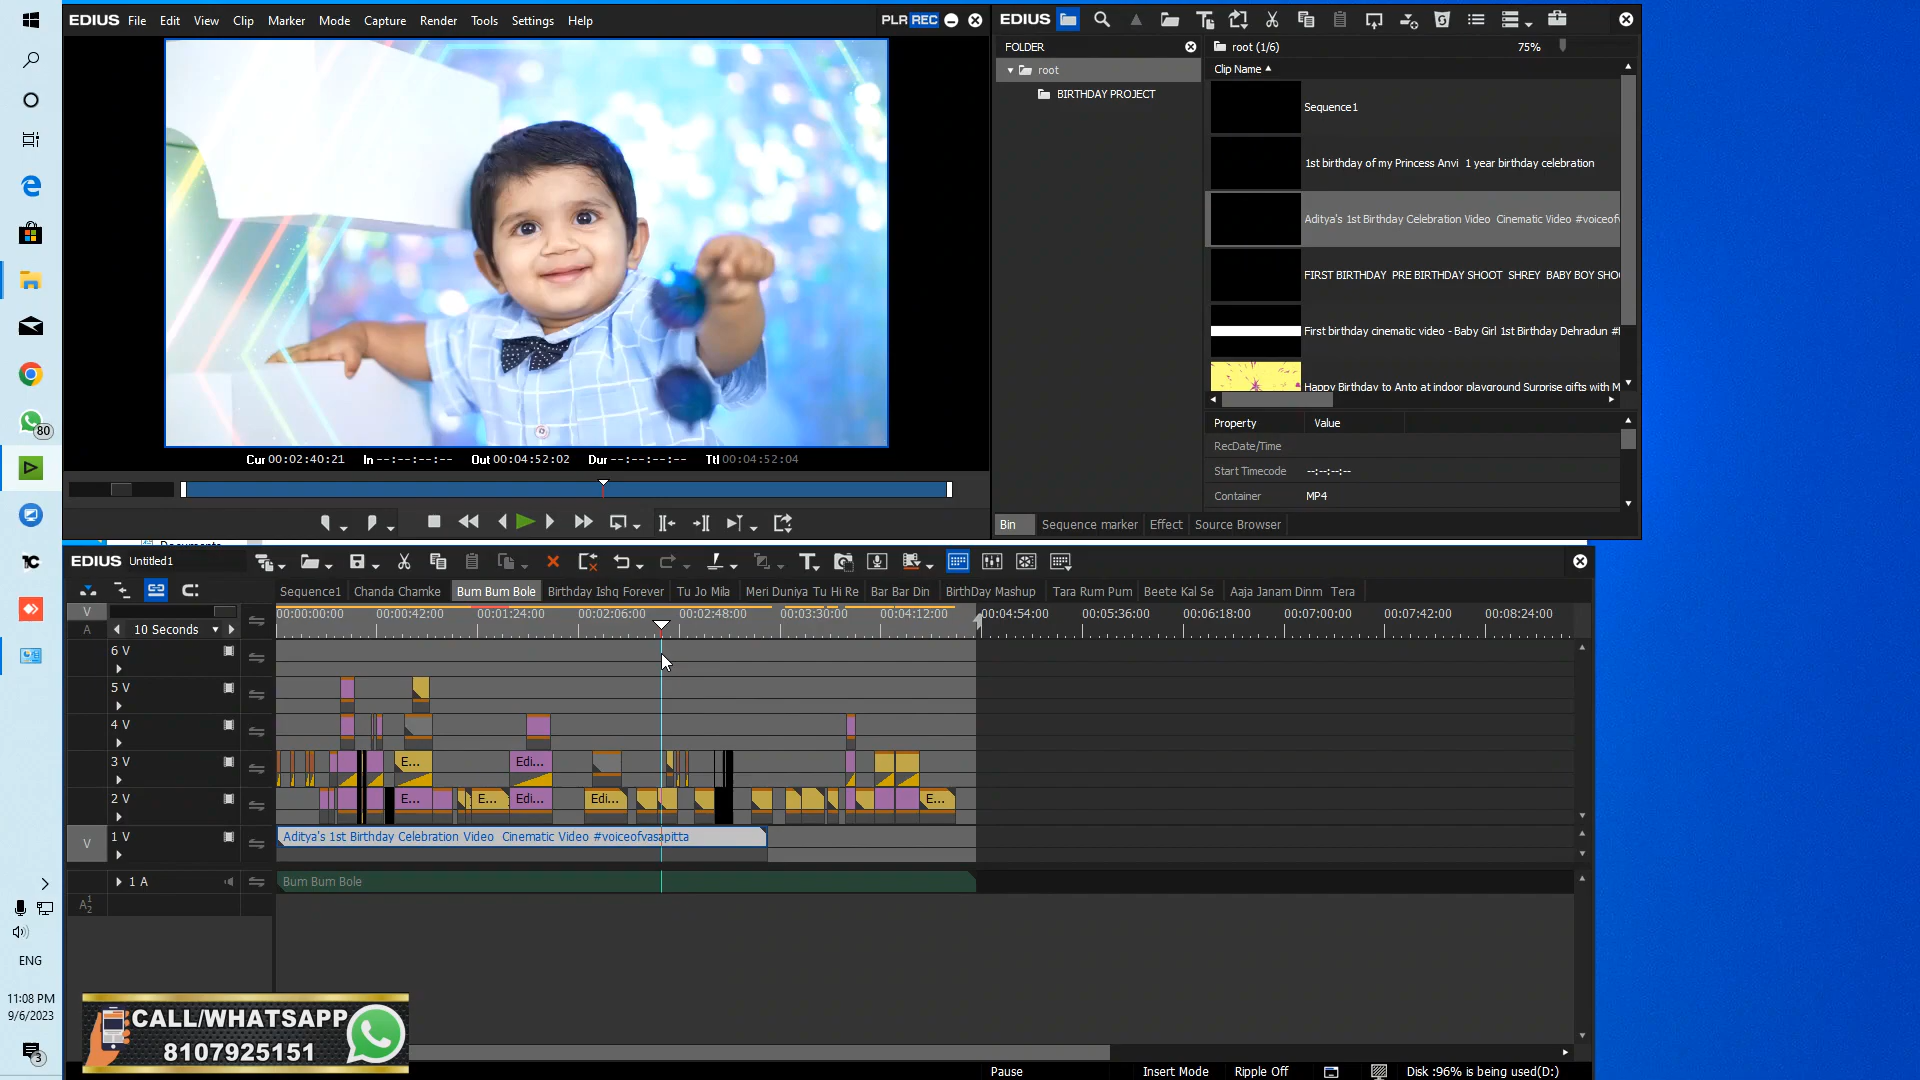 EDIUS File Edit View Clip Marker Mode Capture Render Tools Settings Help PLR REC
Cur 00:02:40:21 In --:--:--:-- Out 00:04:52:02 Dur --:--:--:-- Ttl 00:04:52:04
EDIUS
FOLDER
root
BIRTHDAY PROJECT
root (1/6) 75%
Clip Name
Sequence1
1st birthday of my Princess Anvi 1 year birthday celebration
Aditya's 1st Birthday Celebration Video Cinematic Video #voiceof
FIRST BIRTHDAY PRE BIRTHDAY SHOOT SHREY BABY BOY SHO
First birthday cinematic video - Baby Girl 1st Birthday Dehradun #
Happy Birthday to Anto at indoor playground Surprise gifts with M
Property Value
RecDate/Time
Start Timecode --:--:--:--
Container MP4
Bin Sequence marker Effect Source Browser
EDIUS Untitled1
Sequence1 Chanda Chamke Bum Bum Bole Birthday Ishq Forever Tu Jo Mila Meri Duniya Tu Hi Re Bar Bar Din BirthDay Mashup Tara Rum Pum Beete Kal Se Aaja Janam Dinm Tera
V
A
10 Seconds
00:00:00:00 00:00:42:00 00:01:24:00 00:02:06:00 00:02:48:00 00:03:30:00 00:04:12:00 00:04:54:00 00:05:36:00 00:06:18:00 00:07:00:00 00:07:42:00 00:08:24:00
6 V
5 V
4 V
3 V E... Edi...
2 V E... E... Edi... Edi... E...
V 1 V Aditya's 1st Birthday Celebration Video Cinematic Video #voiceofvasapitta
1 A Bum Bum Bole
A 1 2
Pause Insert Mode Ripple Off Disk :96% is being used(D:)
80
TC
ENG
11:08 PM
9/6/2023
3
CALL/WHATSAPP
8107925151